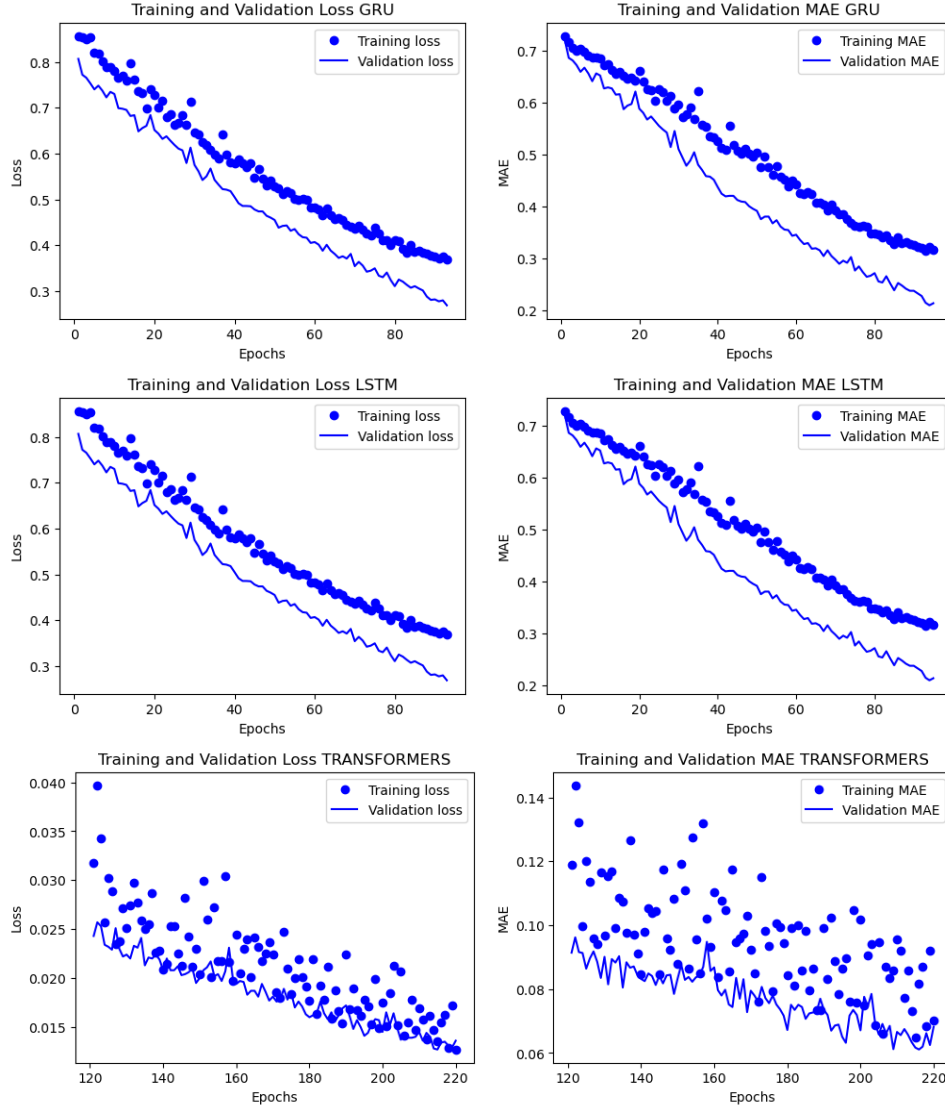 Training and Validation Loss GRU
Training loss
Validation loss
Loss
0.8
0.7
0.6
0.5
0.4
0.3
0
20
40
60
80
Epochs
Training and Validation MAE GRU
Training MAE
Validation MAE
MAE
0.7
0.6
0.5
0.4
0.3
0.2
0
20
40
60
80
Epochs
Training and Validation Loss LSTM
Training loss
Validation loss
Loss
0.8
0.7
0.6
0.5
0.4
0.3
0
20
40
60
80
Epochs
Training and Validation MAE LSTM
Training MAE
Validation MAE
MAE
0.7
0.6
0.5
0.4
0.3
0.2
0
20
40
60
80
Epochs
Training and Validation Loss TRANSFORMERS
Training loss
Validation loss
Loss
0.040
0.035
0.030
0.025
0.020
0.015
120
140
160
180
200
220
Epochs
Training and Validation MAE TRANSFORMERS
Training MAE
Validation MAE
MAE
0.14
0.12
0.10
0.08
0.06
120
140
160
180
200
220
Epochs